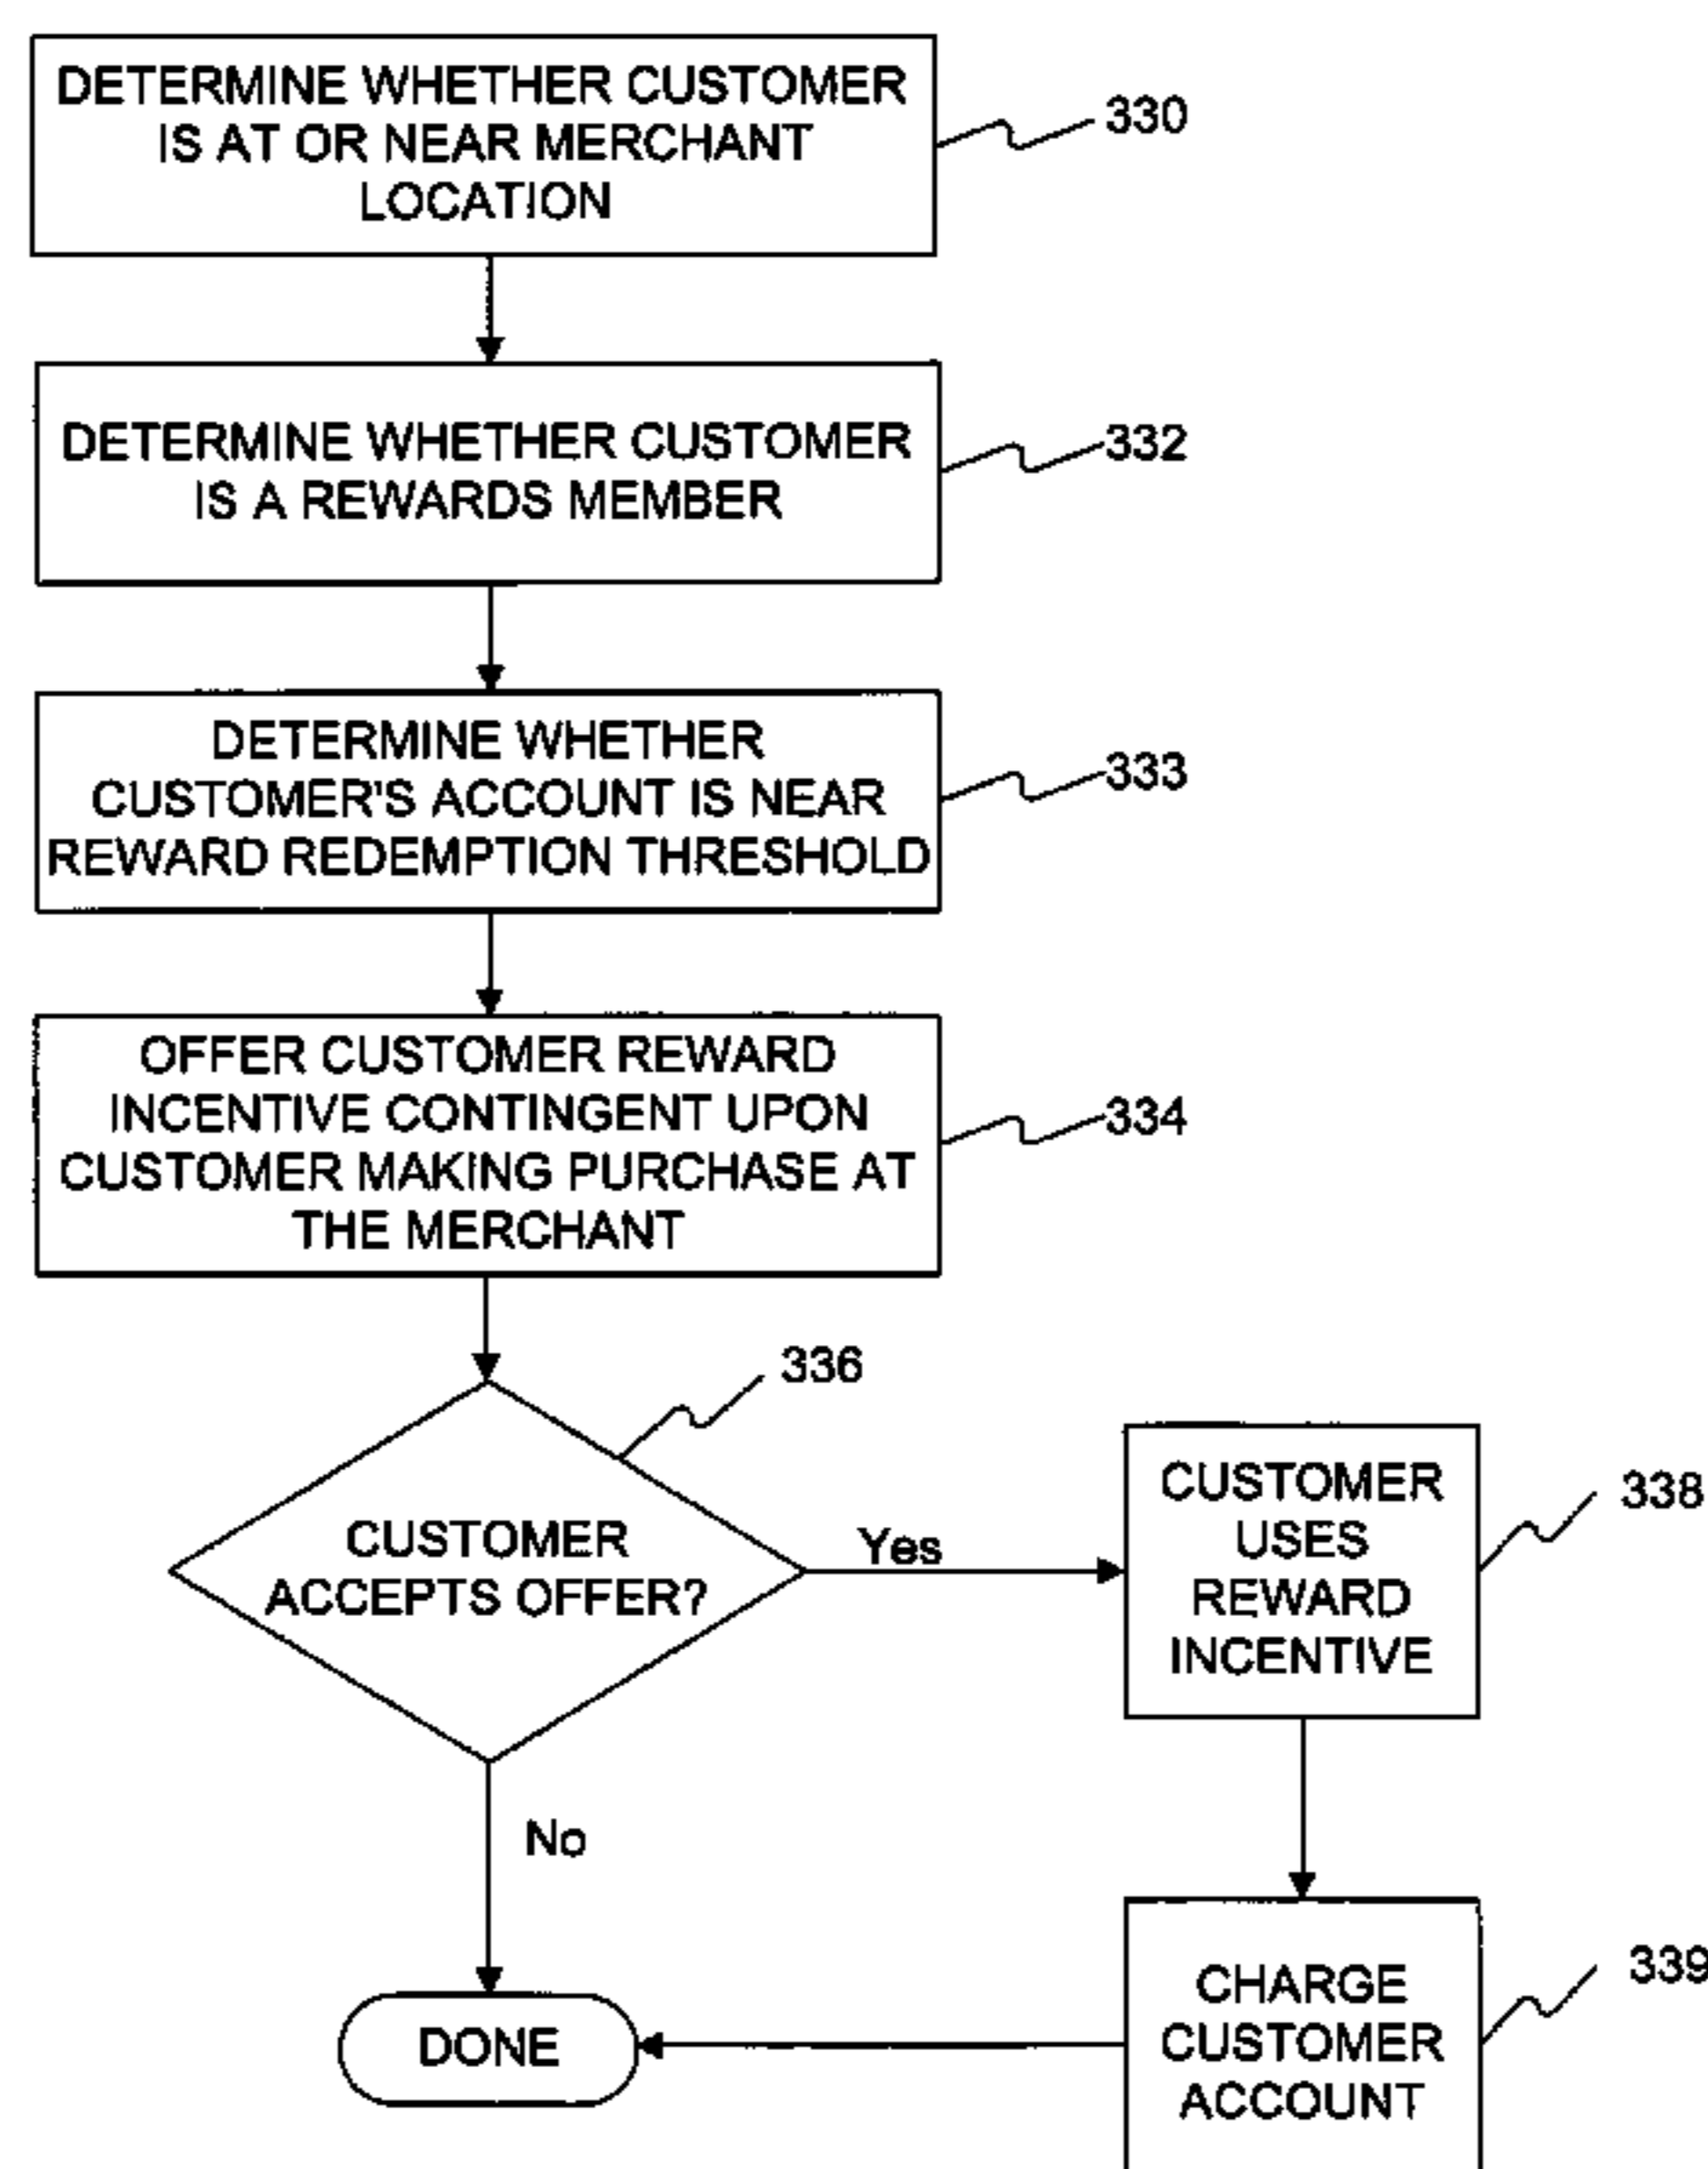 DETERMINE WHETHER CUSTOMER
IS AT OR NEAR MERCHANT
LOCATION
330
DETERMINE WHETHER CUSTOMER
IS A REWARDS MEMBER
332
DETERMINE WHETHER
CUSTOMER'S ACCOUNT IS NEAR
REWARD REDEMPTION THRESHOLD
333
OFFER CUSTOMER REWARD
INCENTIVE CONTINGENT UPON
CUSTOMER MAKING PURCHASE AT
THE MERCHANT
334
336
CUSTOMER
ACCEPTS OFFER?
Yes
CUSTOMER
USES
REWARD
INCENTIVE
338
No
DONE
CHARGE
CUSTOMER
ACCOUNT
339